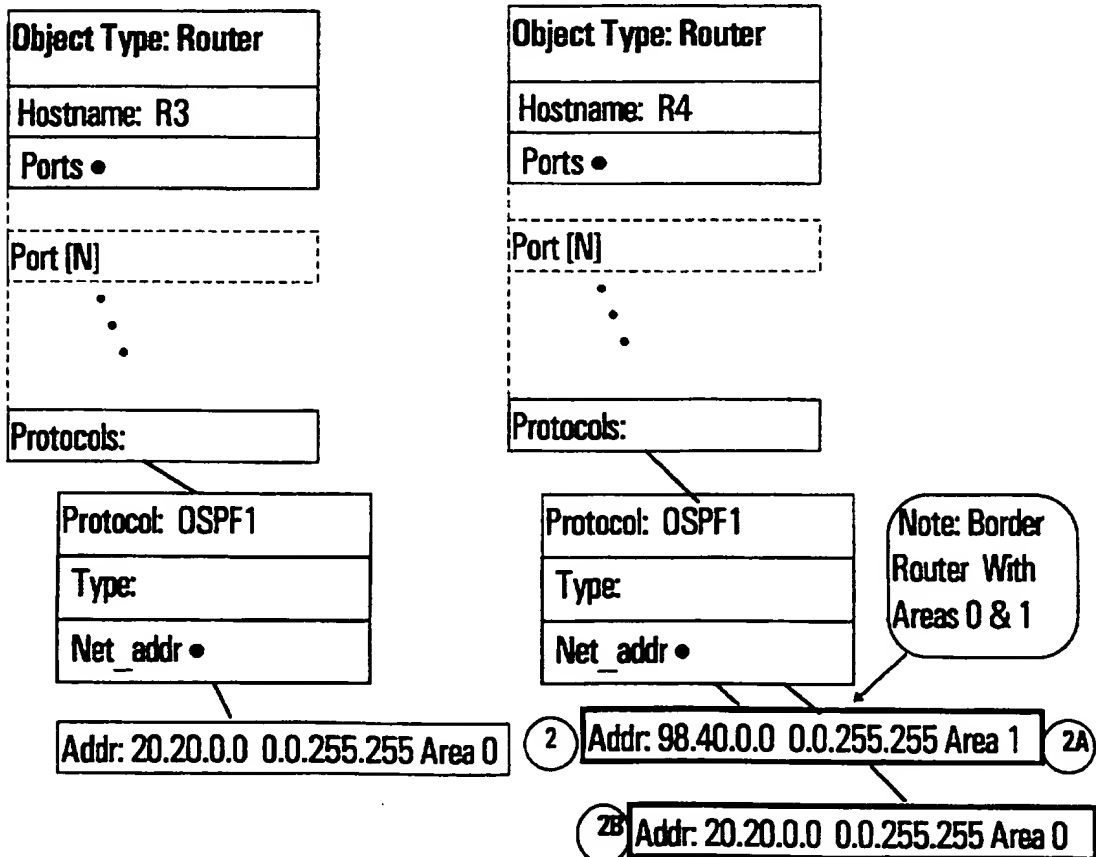 Object Type: Router
Hostname: R3
Ports •
Port [N]
Protocols:
Protocol: OSPF1
Type:
Net_addr •
Addr: 20.20.0.0 0.0.255.255 Area 0
Object Type: Router
Hostname: R4
Ports •
Port [N]
Protocols:
Protocol: OSPF1
Type:
Net_addr •
Note: Border
Router With
Areas 0 & 1
2
Addr: 98.40.0.0 0.0.255.255 Area 1
2A
2B
Addr: 20.20.0.0 0.0.255.255 Area 0